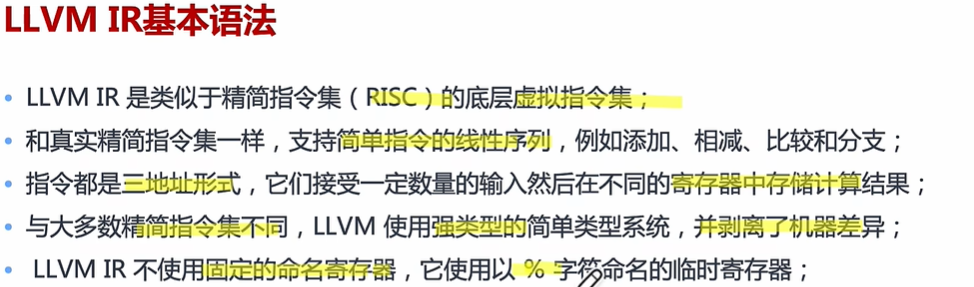 LLVM IR基本语法
• LLVM IR 是类似于精简指令集（RISC）的底层虚拟指令集；
• 和真实精简指令集一样，支持简单指令的线性序列，例如添加、相减、比较和分支；
• 指令都是三地址形式，它们接受一定数量的输入然后在不同的寄存器中存储计算结果；
• 与大多数精简指令集不同，LLVM 使用强类型的简单类型系统，并剥离了机器差异；
• LLVM IR 不使用固定的命名寄存器，它使用以 % 字符命名的临时寄存器；